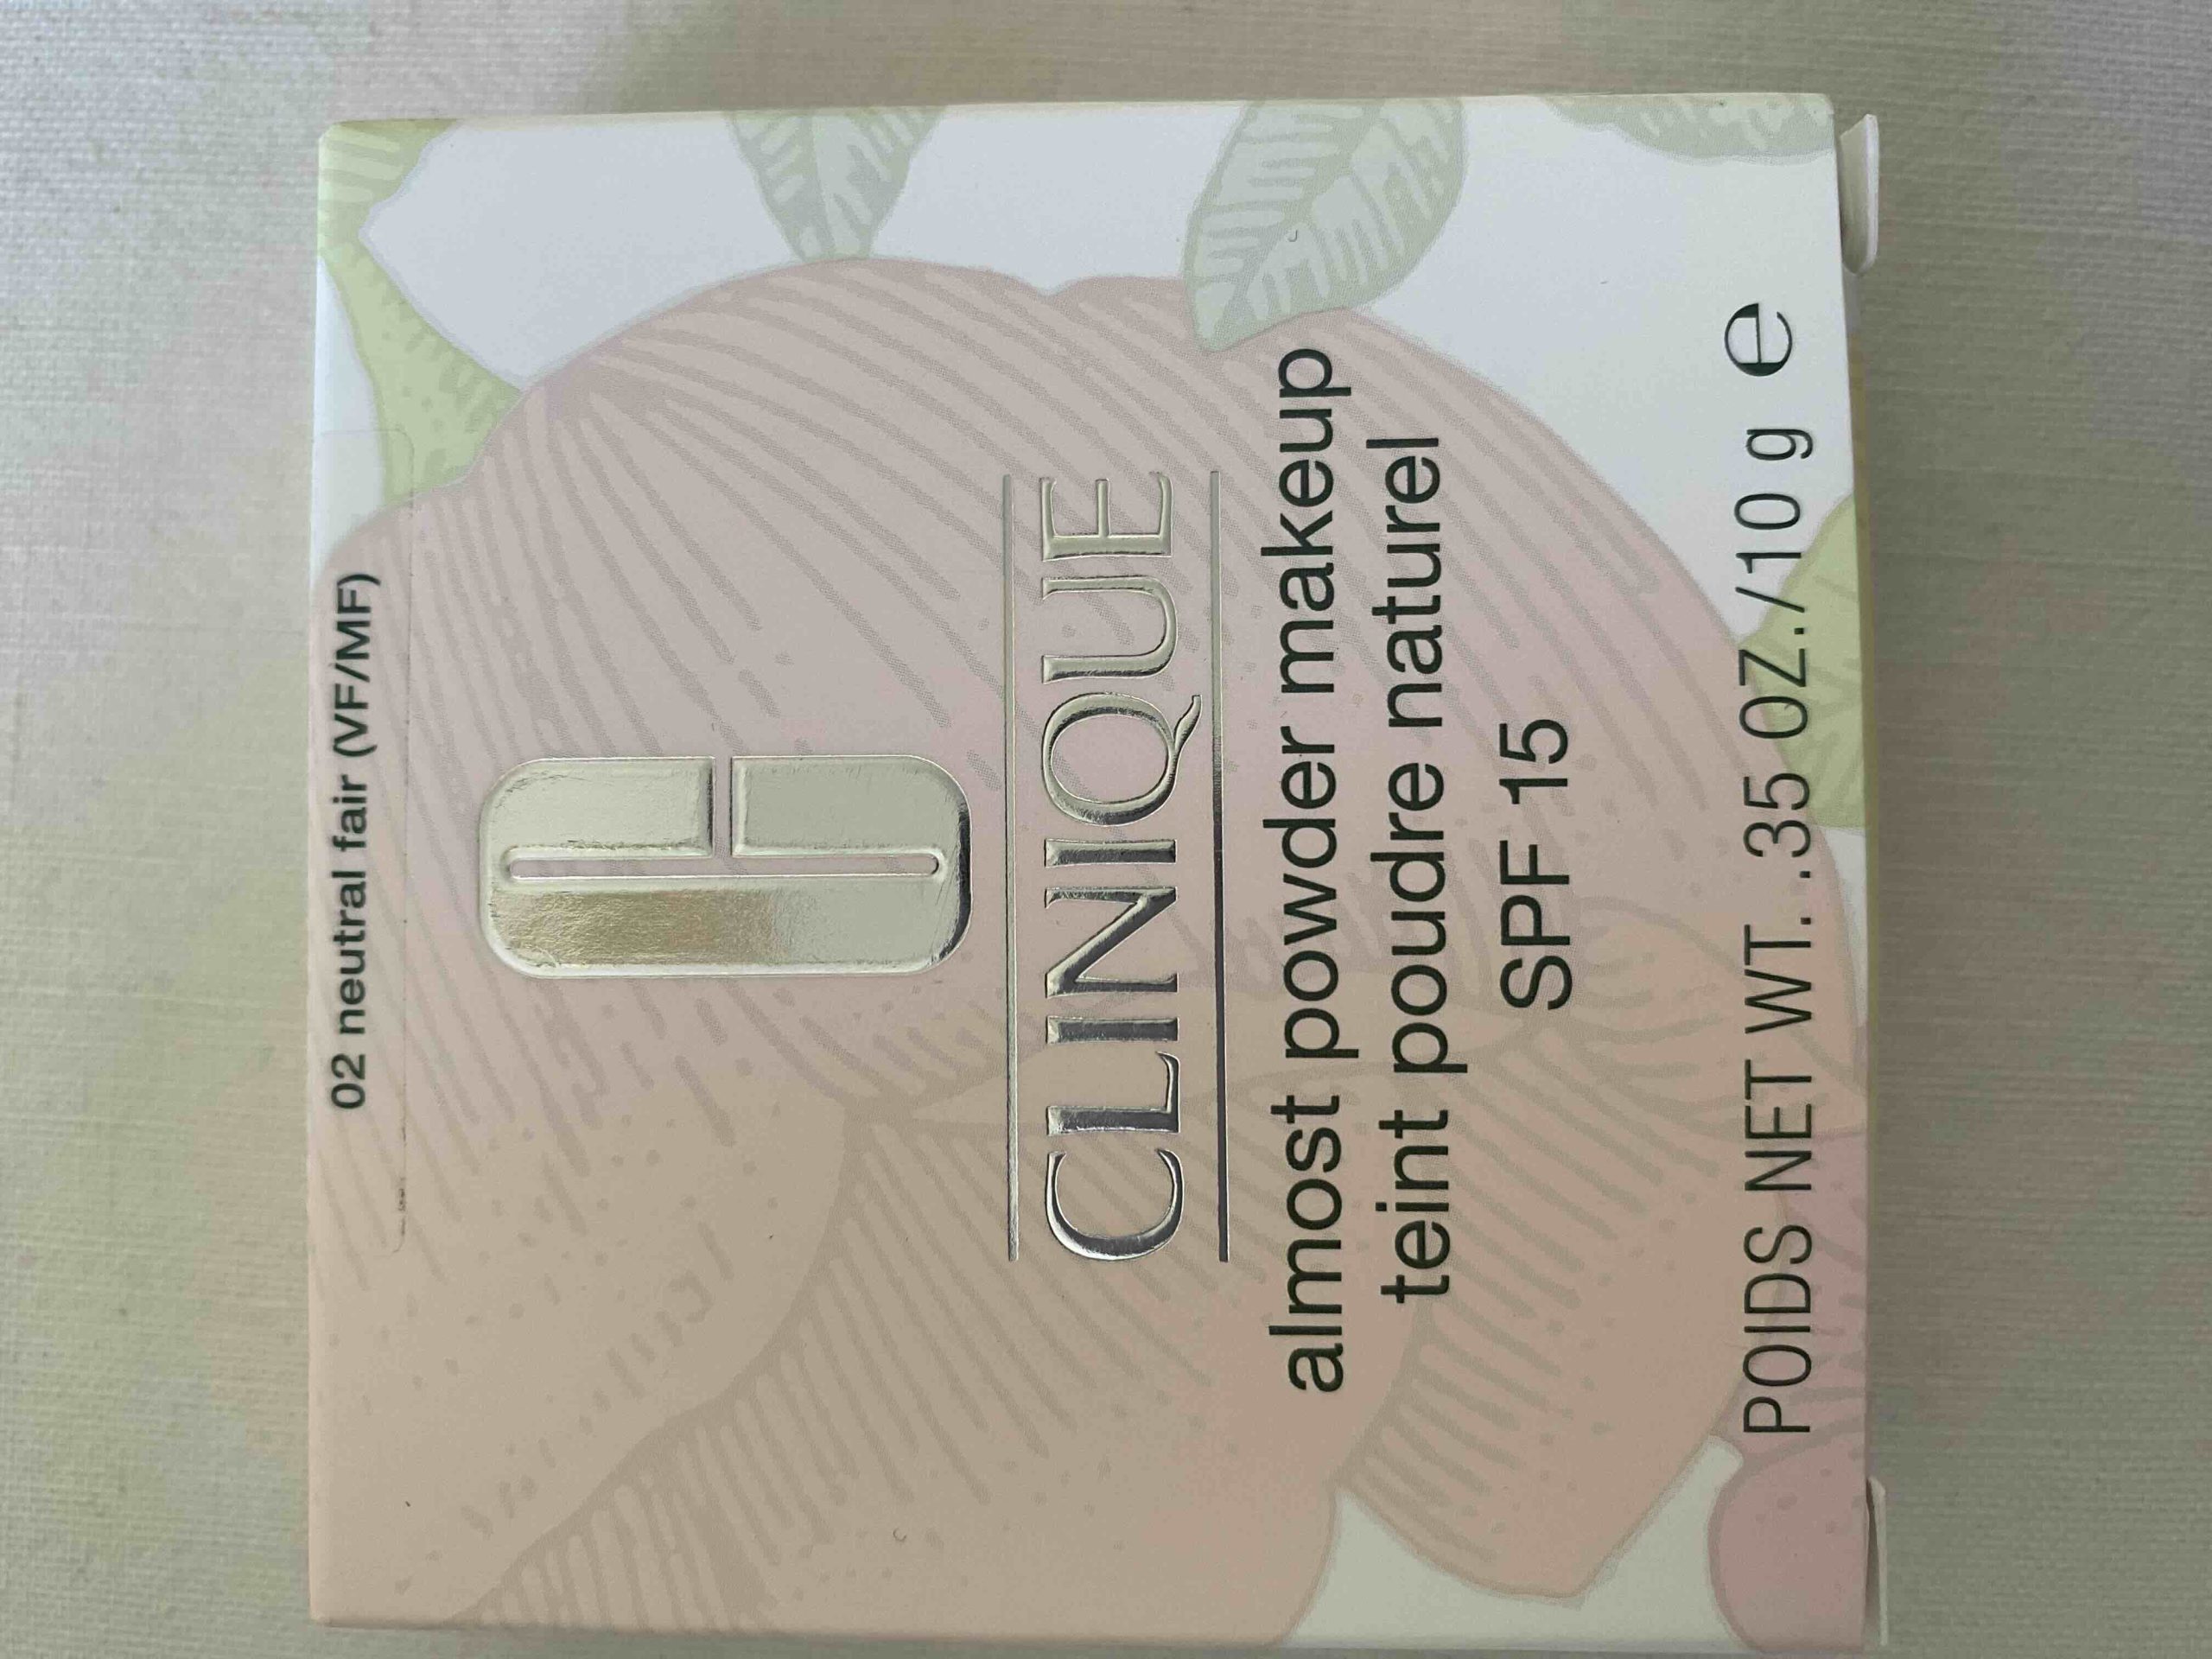 02 neutral fair (VF/MF)
CLINIQUE
almost powder makeup
teint poudre naturel
SPF 15
POIDS NET WT. .35 OZ./10 g e